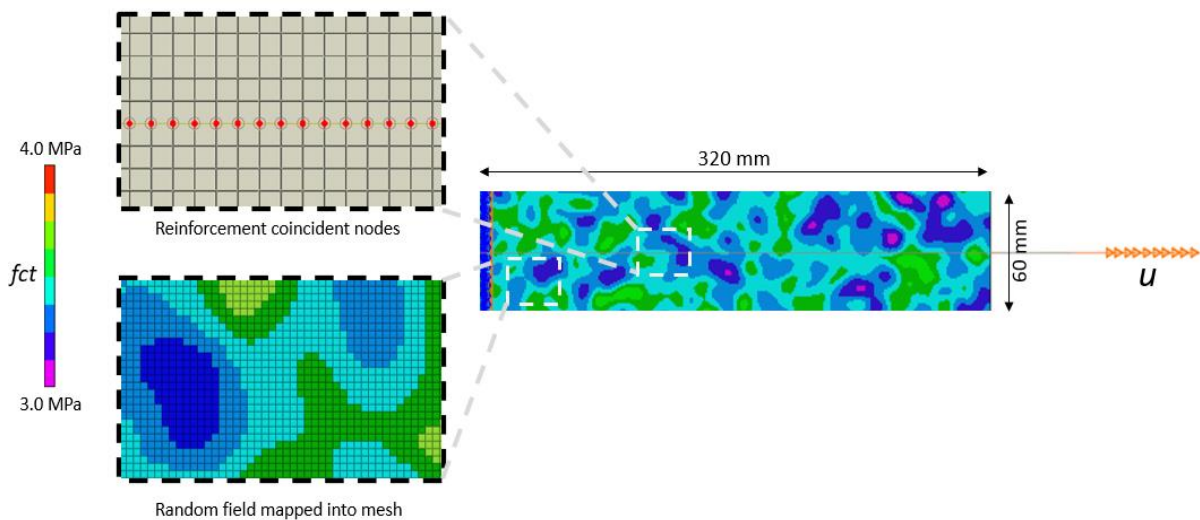 4.0 MPa
fct
3.0 MPa
Reinforcement coincident nodes
Random field mapped into mesh
320 mm
60 mm
u